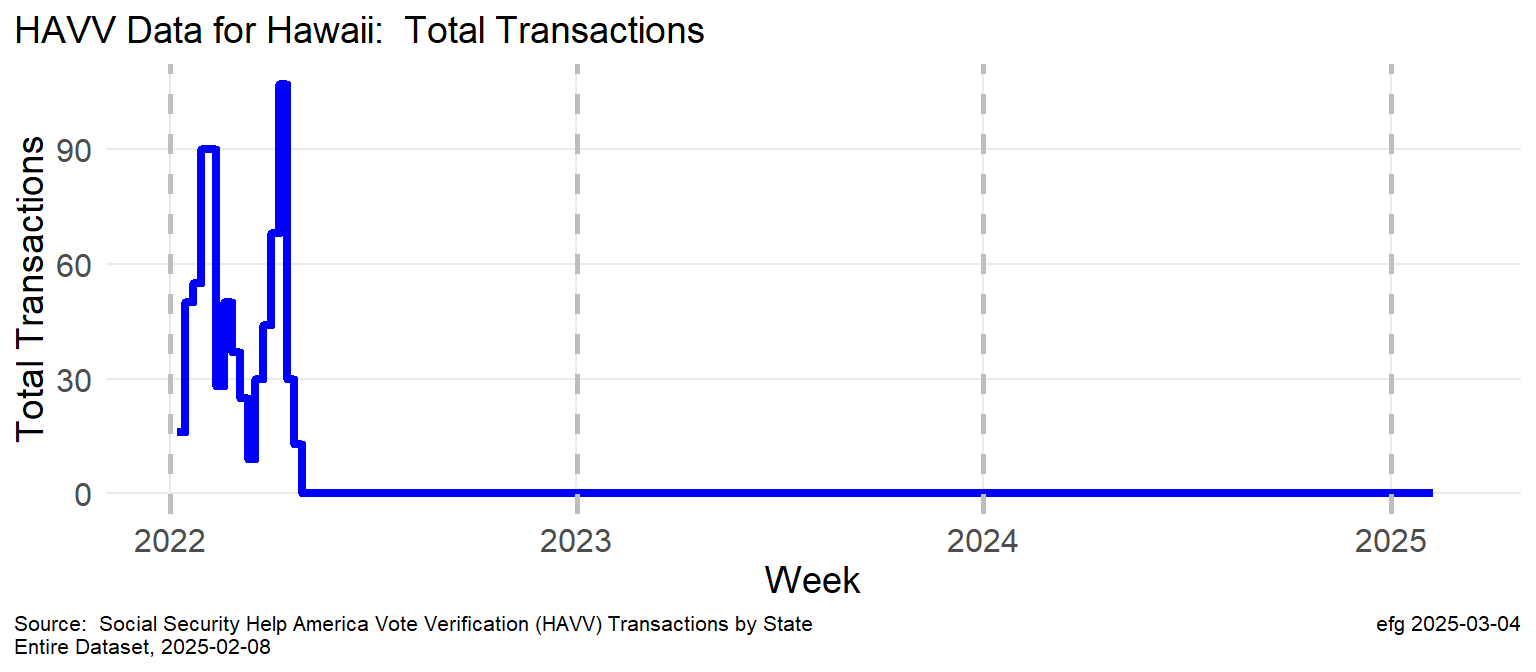 HAVV Data for Hawaii:  Total Transactions
Total Transactions
90
60
30
0
2022 2023 2024 2025
Week
Source:  Social Security Help America Vote Verification (HAVV) Transactions by State
efg 2025-03-04
Entire Dataset, 2025-02-08